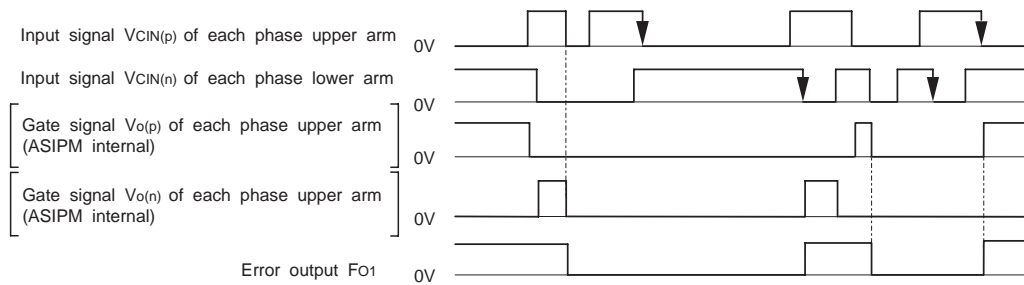 Input signal VCIN(p) of each phase upper arm 0V
Input signal VCIN(n) of each phase lower arm 0V
Gate signal Vo(p) of each phase upper arm
(ASIPM internal) 0V
Gate signal Vo(n) of each phase upper arm
(ASIPM internal) 0V
Error output FO1 0V